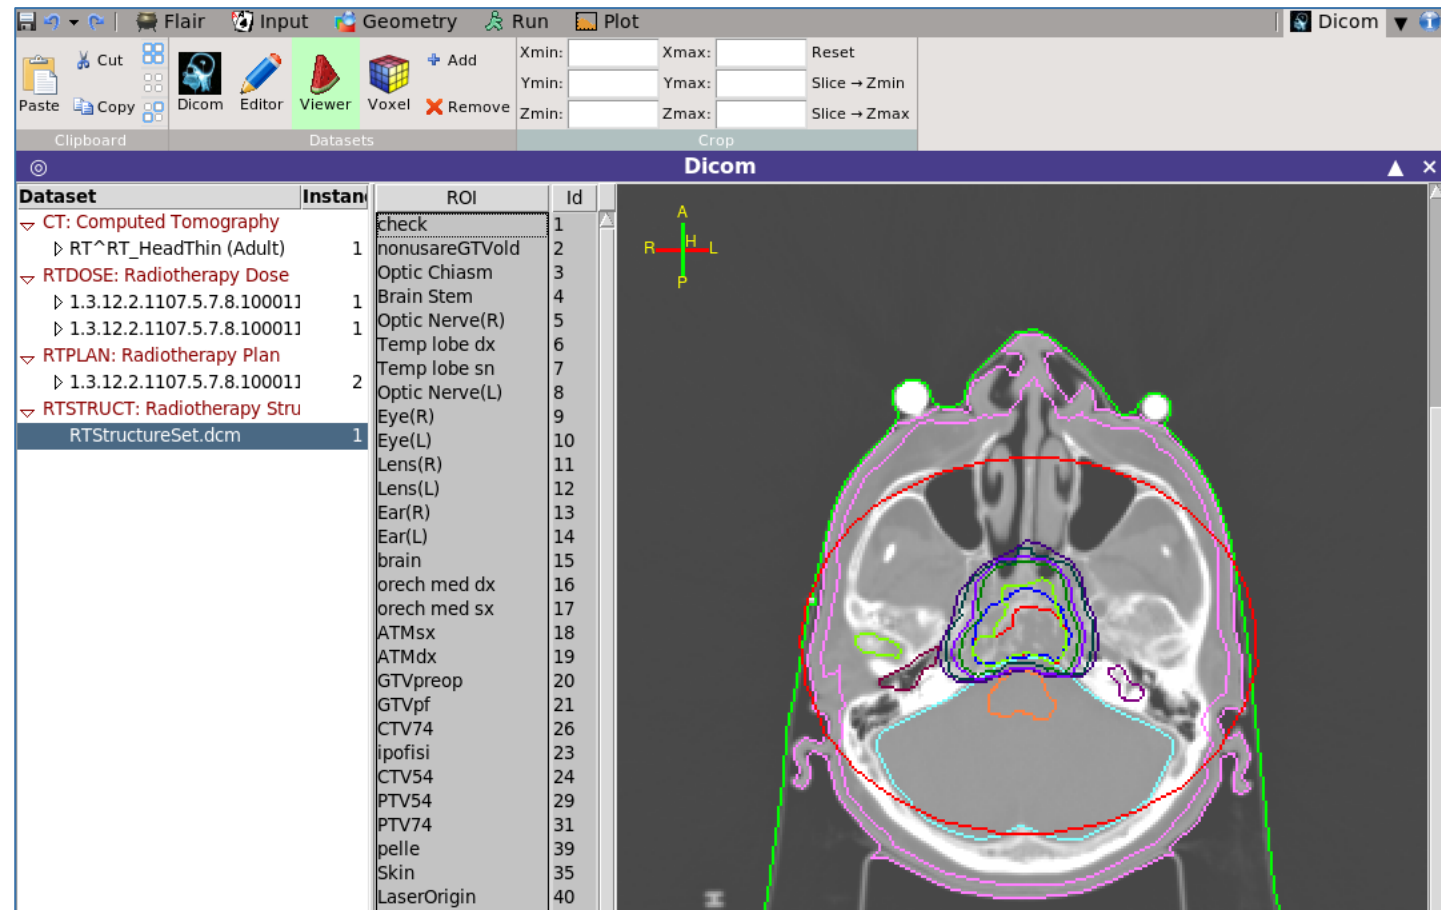 Flair Input Geometry Run Plot Dicom
Cut Add Xmin: Xmax: Reset
Ymin: Ymax: Slice → Zmin
Paste Copy Dicom Editor Viewer Voxel Remove Zmin: Zmax: Slice → Zmax
Clipboard Datasets Crop
Dicom
Dataset Instan ROI Id
CT: Computed Tomography
RT^RT_HeadThin (Adult) 1
RTDOSE: Radiotherapy Dose
1.3.12.2.1107.5.7.8.100011 1
1.3.12.2.1107.5.7.8.100011 1
RTPLAN: Radiotherapy Plan
1.3.12.2.1107.5.7.8.100011 2
RTSTRUCT: Radiotherapy Stru
RTStructureSet.dcm 1
check 1
nonusareGTVold 2
Optic Chiasm 3
Brain Stem 4
Optic Nerve(R) 5
Temp lobe dx 6
Temp lobe sn 7
Optic Nerve(L) 8
Eye(R) 9
Eye(L) 10
Lens(R) 11
Lens(L) 12
Ear(R) 13
Ear(L) 14
brain 15
orech med dx 16
orech med sx 17
ATMsx 18
ATMdx 19
GTVpreop 20
GTVpf 21
CTV74 26
ipofisi 23
CTV54 24
PTV54 29
PTV74 31
pelle 39
Skin 35
LaserOrigin 40
A
R H L
P